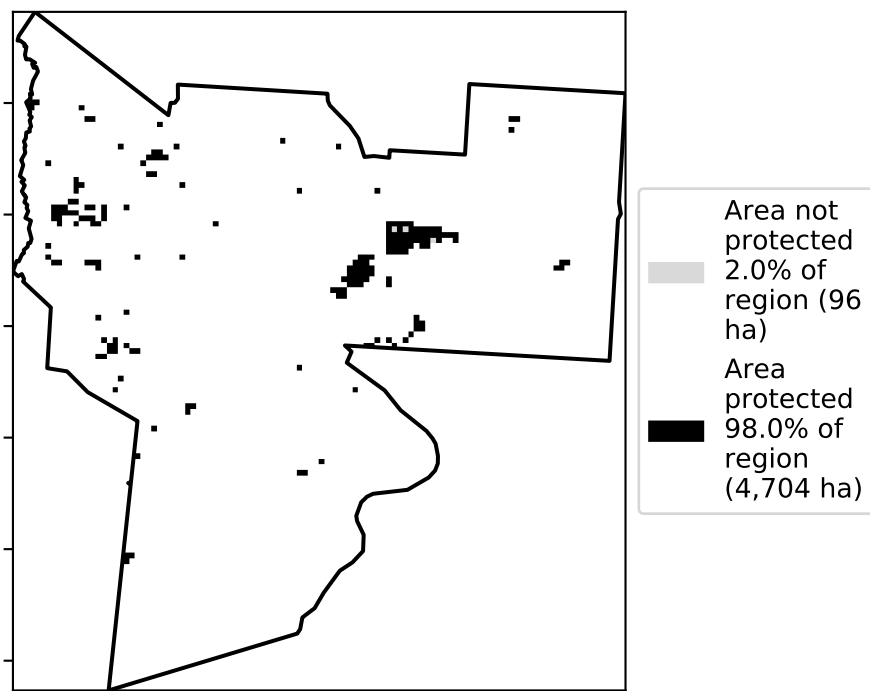 Area not
protected
2.0% of
region (96
ha)
Area
protected
98.0% of
region
(4,704 ha)